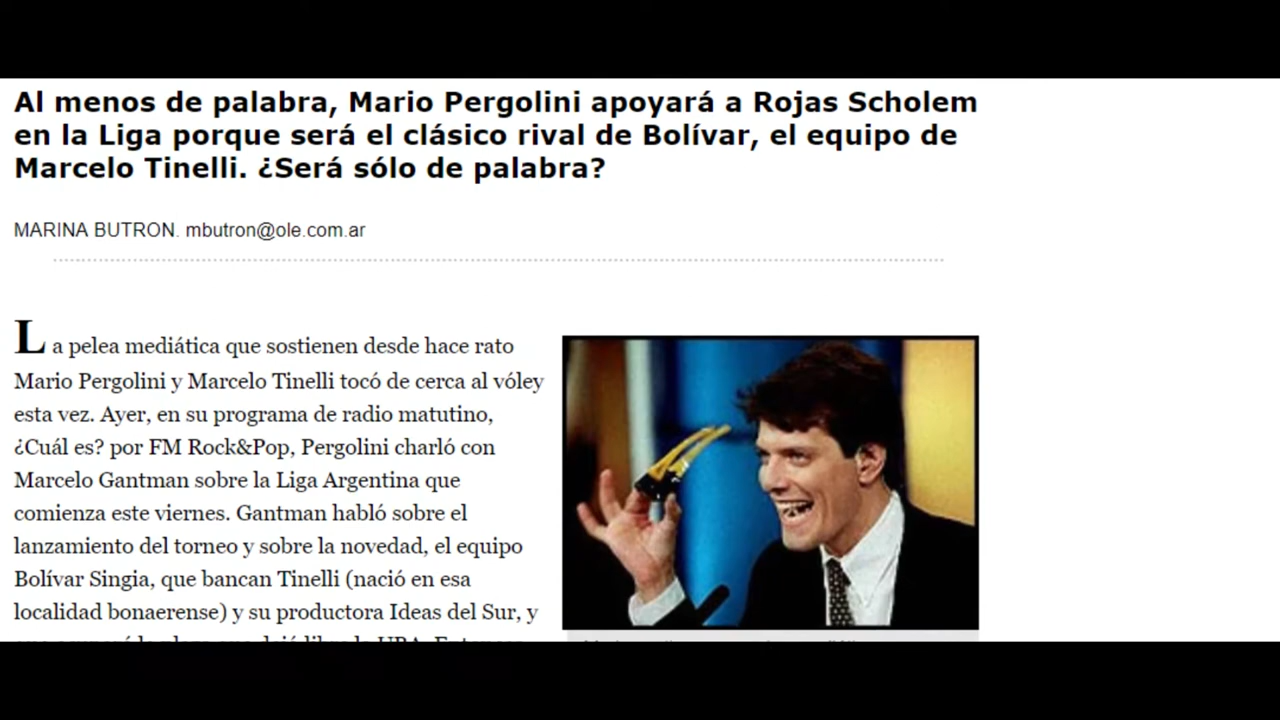 Al menos de palabra, Mario Pergolini apoyará a Rojas Scholem
en la Liga porque será el clásico rival de Bolívar, el equipo de
Marcelo Tinelli. ¿Será sólo de palabra?
MARINA BUTRON. mbutron@ole.com.ar
La pelea mediática que sostienen desde hace rato
Mario Pergolini y Marcelo Tinelli tocó de cerca al vóley
esta vez. Ayer, en su programa de radio matutino,
¿Cuál es? por FM Rock&Pop, Pergolini charló con
Marcelo Gantman sobre la Liga Argentina que
comienza este viernes. Gantman habló sobre el
lanzamiento del torneo y sobre la novedad, el equipo
Bolívar Singia, que bancan Tinelli (nació en esa
localidad bonaerense) y su productora Ideas del Sur, y